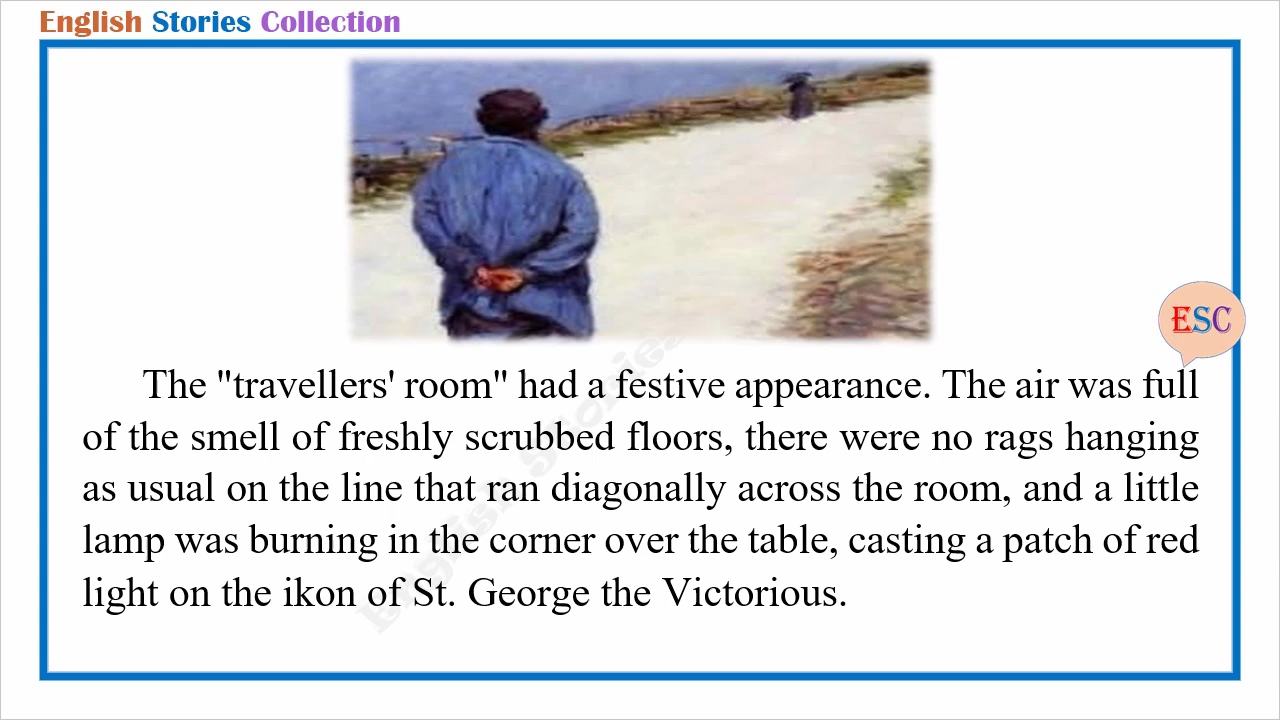 English Stories Collection
ESC
The "travellers' room" had a festive appearance. The air was full
of the smell of freshly scrubbed floors, there were no rags hanging
as usual on the line that ran diagonally across the room, and a little
lamp was burning in the corner over the table, casting a patch of red
light on the ikon of St. George the Victorious.
English Stories